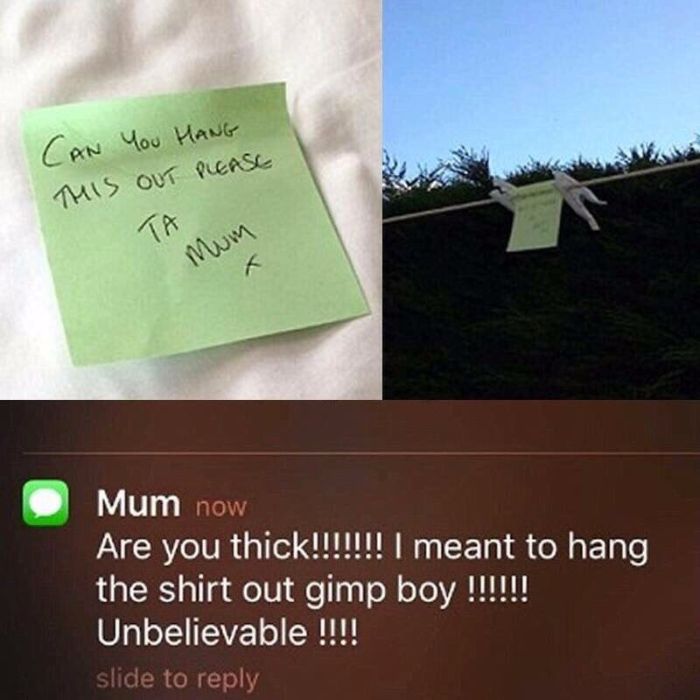 CAN YOU HANG
THIS OUT PLEASE
TA
MUM
x
Mum now
Are you thick!!!!!!! I meant to hang
the shirt out gimp boy !!!!!!
Unbelievable !!!!
slide to reply